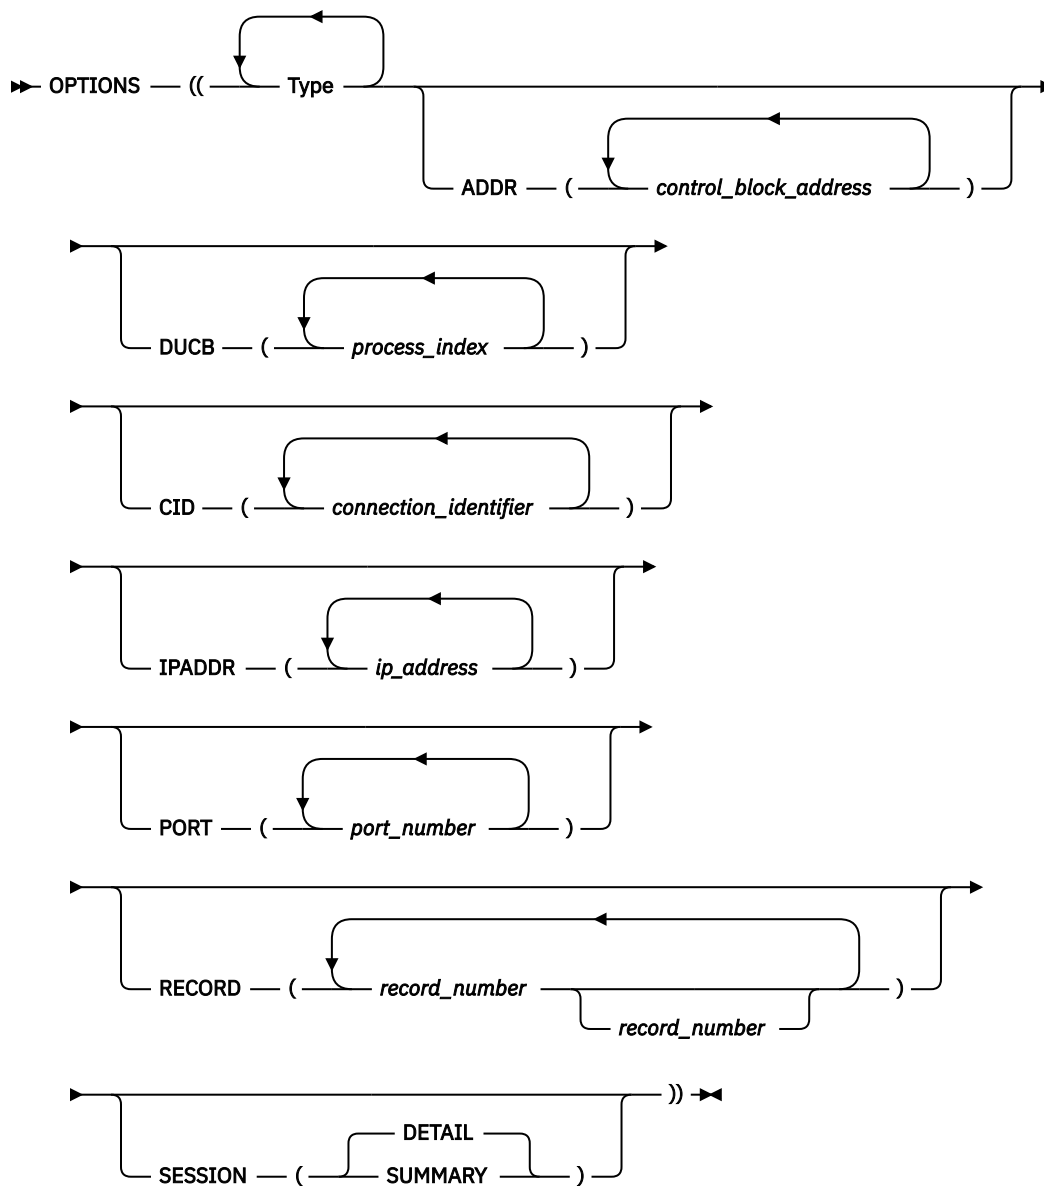 OPTIONS (( Type
ADDR ( control_block_address )
DUCB ( process_index )
CID ( connection_identifier )
IPADDR ( ip_address )
PORT ( port_number )
RECORD ( record_number )
record_number
))
DETAIL
SESSION ( SUMMARY )